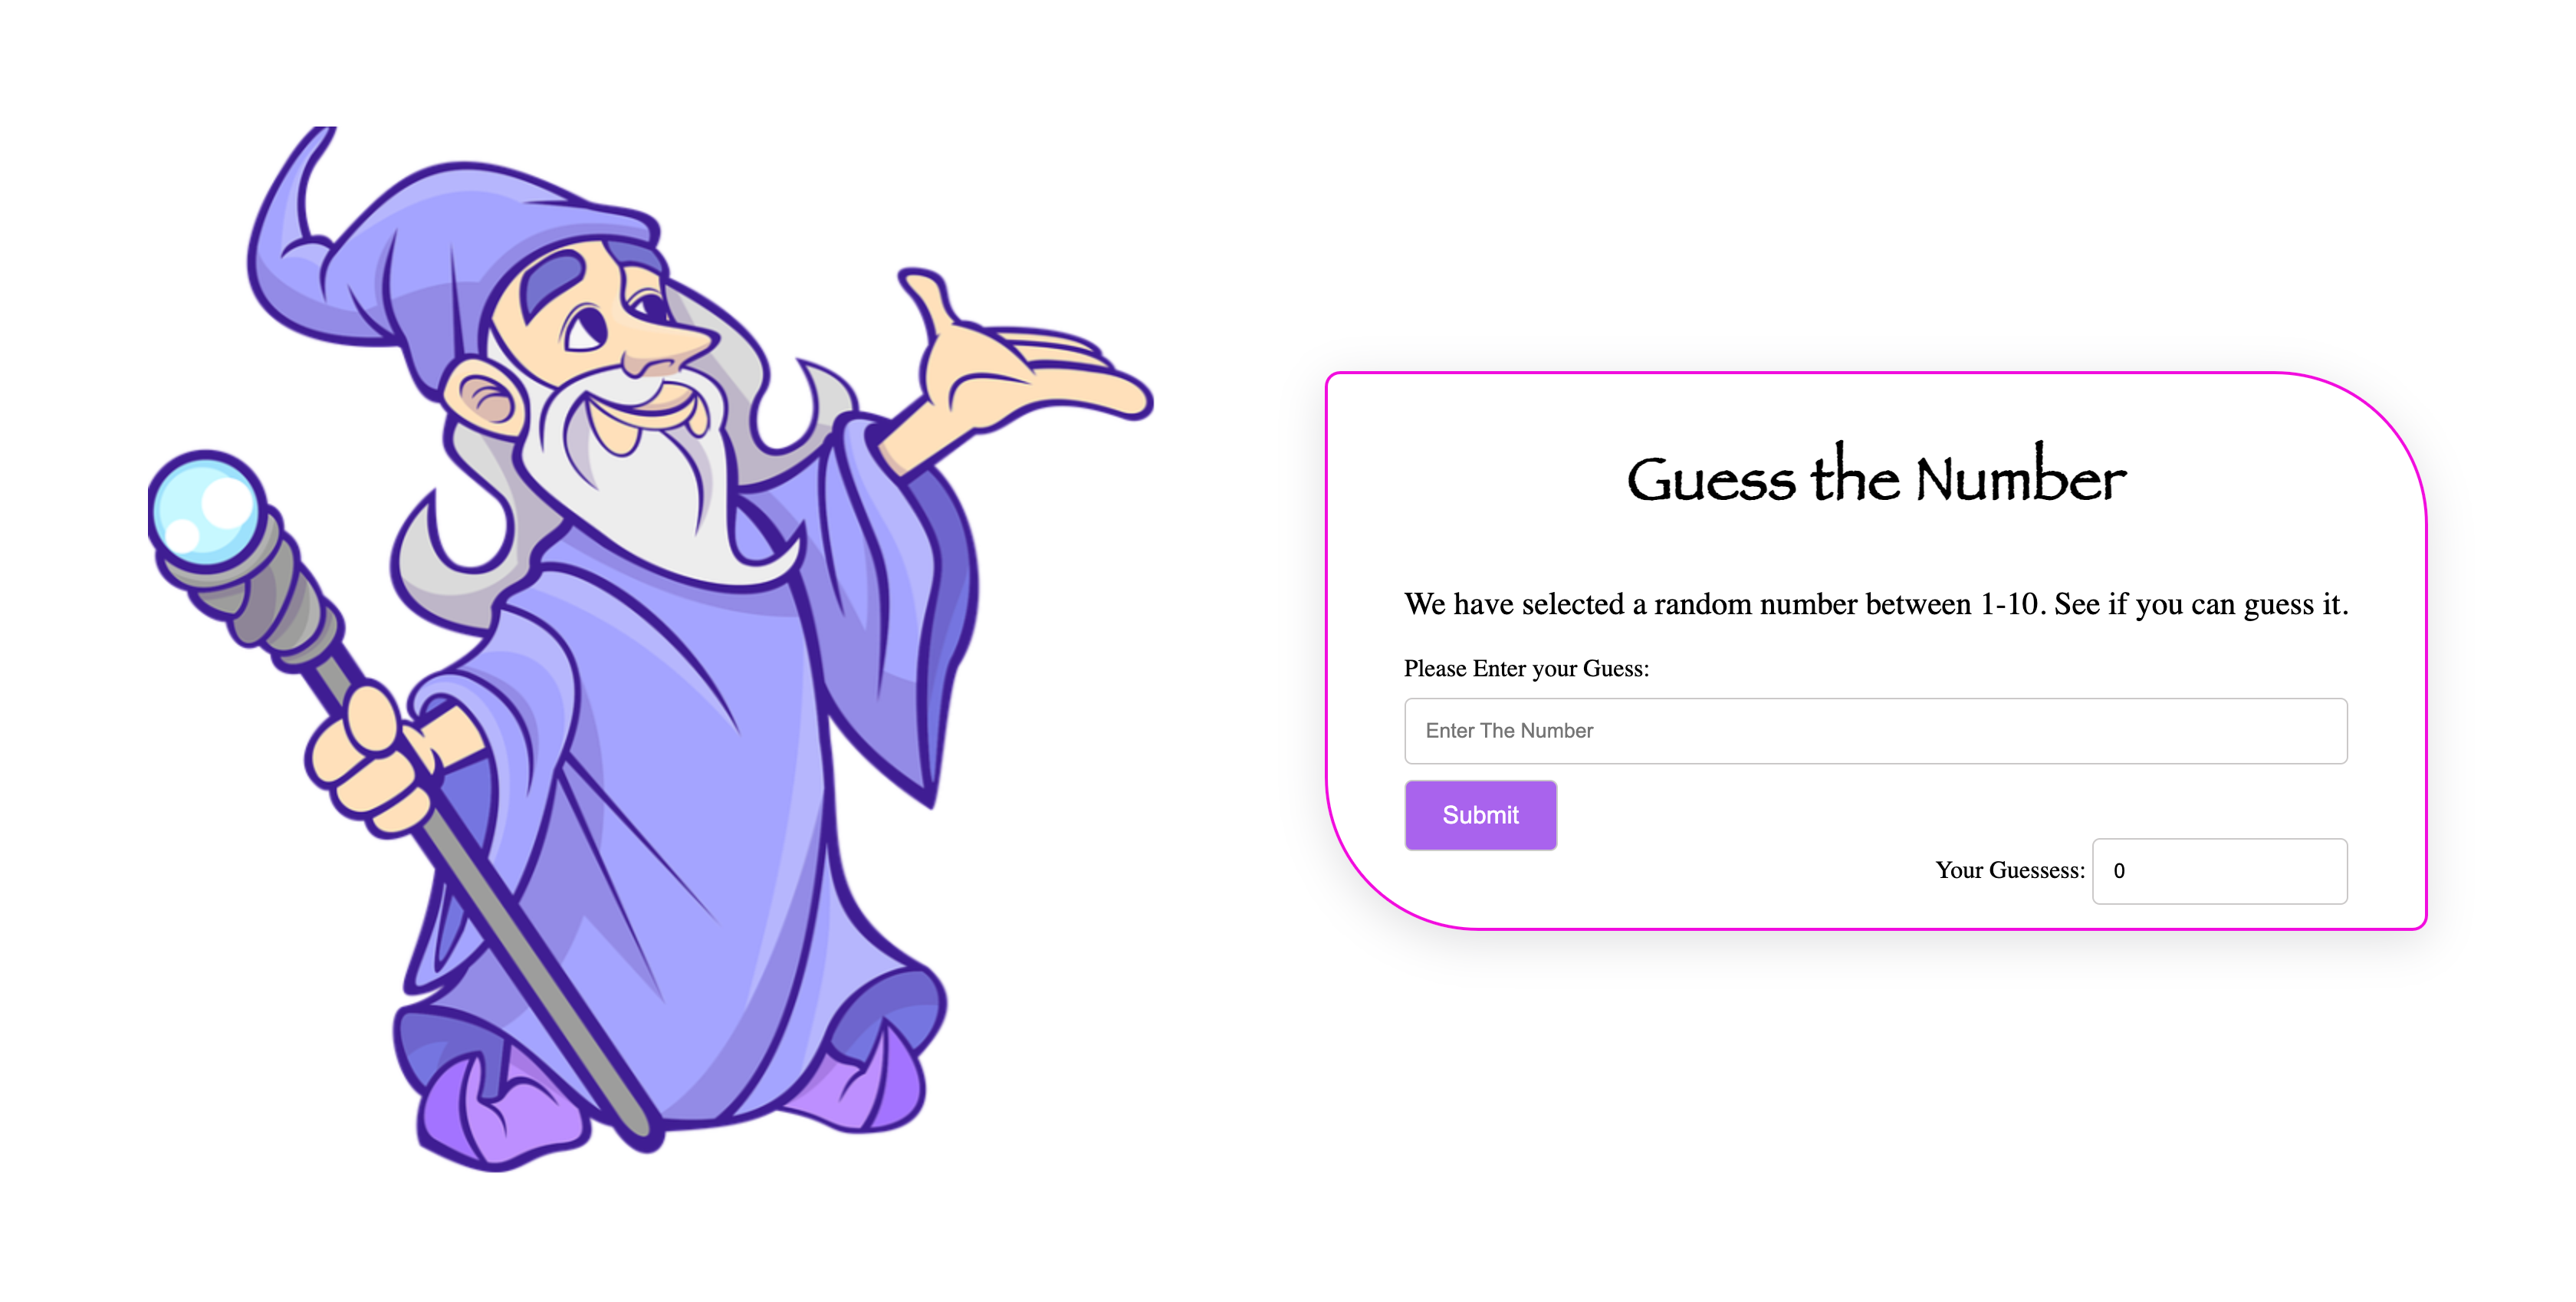 Guess the Number
We have selected a random number between 1-10. See if you can guess it.
Please Enter your Guess:
Enter The Number
Submit
Your Guessess: 0